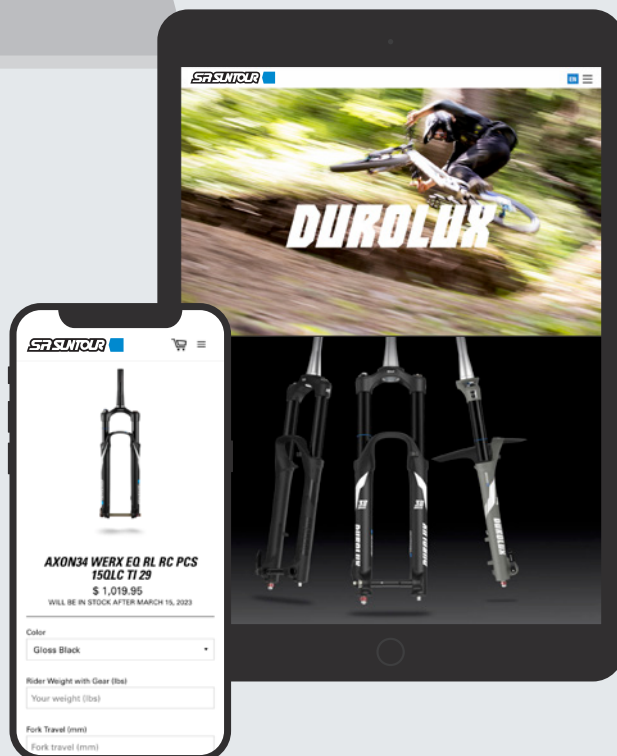 SR SUNTOUR
EN
DUROLUX
SR SUNTOUR
AXON34 WERX EQ RL RC PCS
15QLC TI 29
$ 1,019.95
WILL BE IN STOCK AFTER MARCH 15, 2023
Color
Gloss Black
Rider Weight with Gear (lbs)
Your weight (lbs)
Fork Travel (mm)
Fork travel (mm)
DUROLUX
DUROLUX